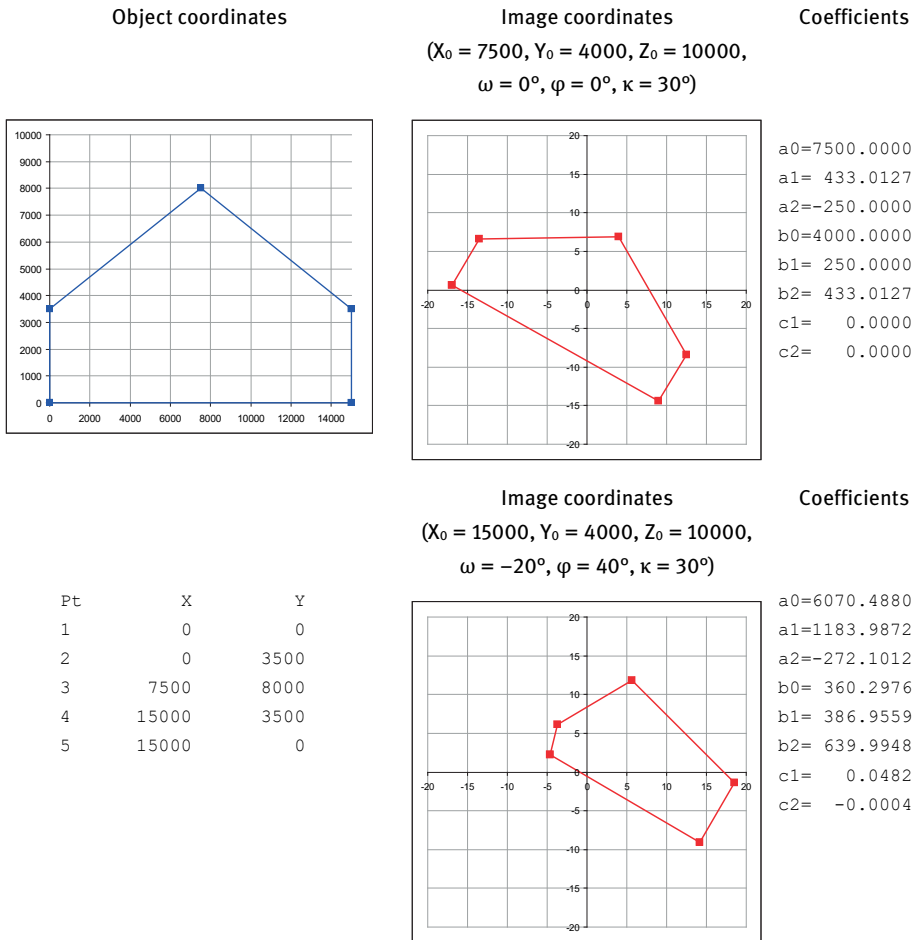 Object coordinates
Image coordinates
Coefficients
(X₀ = 7500, Y₀ = 4000, Z₀ = 10000,
ω = 0°, φ = 0°, κ = 30°)
10000
9000
8000
7000
6000
5000
4000
3000
2000
1000
0
0 2000 4000 6000 8000 10000 12000 14000
20
15
10
5
0
-5
-10
-15
-20
-20 -15 -10 -5 0 5 10 15 20
a0=7500.0000
a1= 433.0127
a2=-250.0000
b0=4000.0000
b1= 250.0000
b2= 433.0127
c1= 0.0000
c2= 0.0000
Image coordinates
Coefficients
(X₀ = 15000, Y₀ = 4000, Z₀ = 10000,
ω = –20°, φ = 40°, κ = 30°)
Pt X Y
1 0 0
2 0 3500
3 7500 8000
4 15000 3500
5 15000 0
20
15
10
5
0
-5
-10
-15
-20
-20 -15 -10 -5 0 5 10 15 20
a0=6070.4880
a1=1183.9872
a2=-272.1012
b0= 360.2976
b1= 386.9559
b2= 639.9948
c1= 0.0482
c2= -0.0004